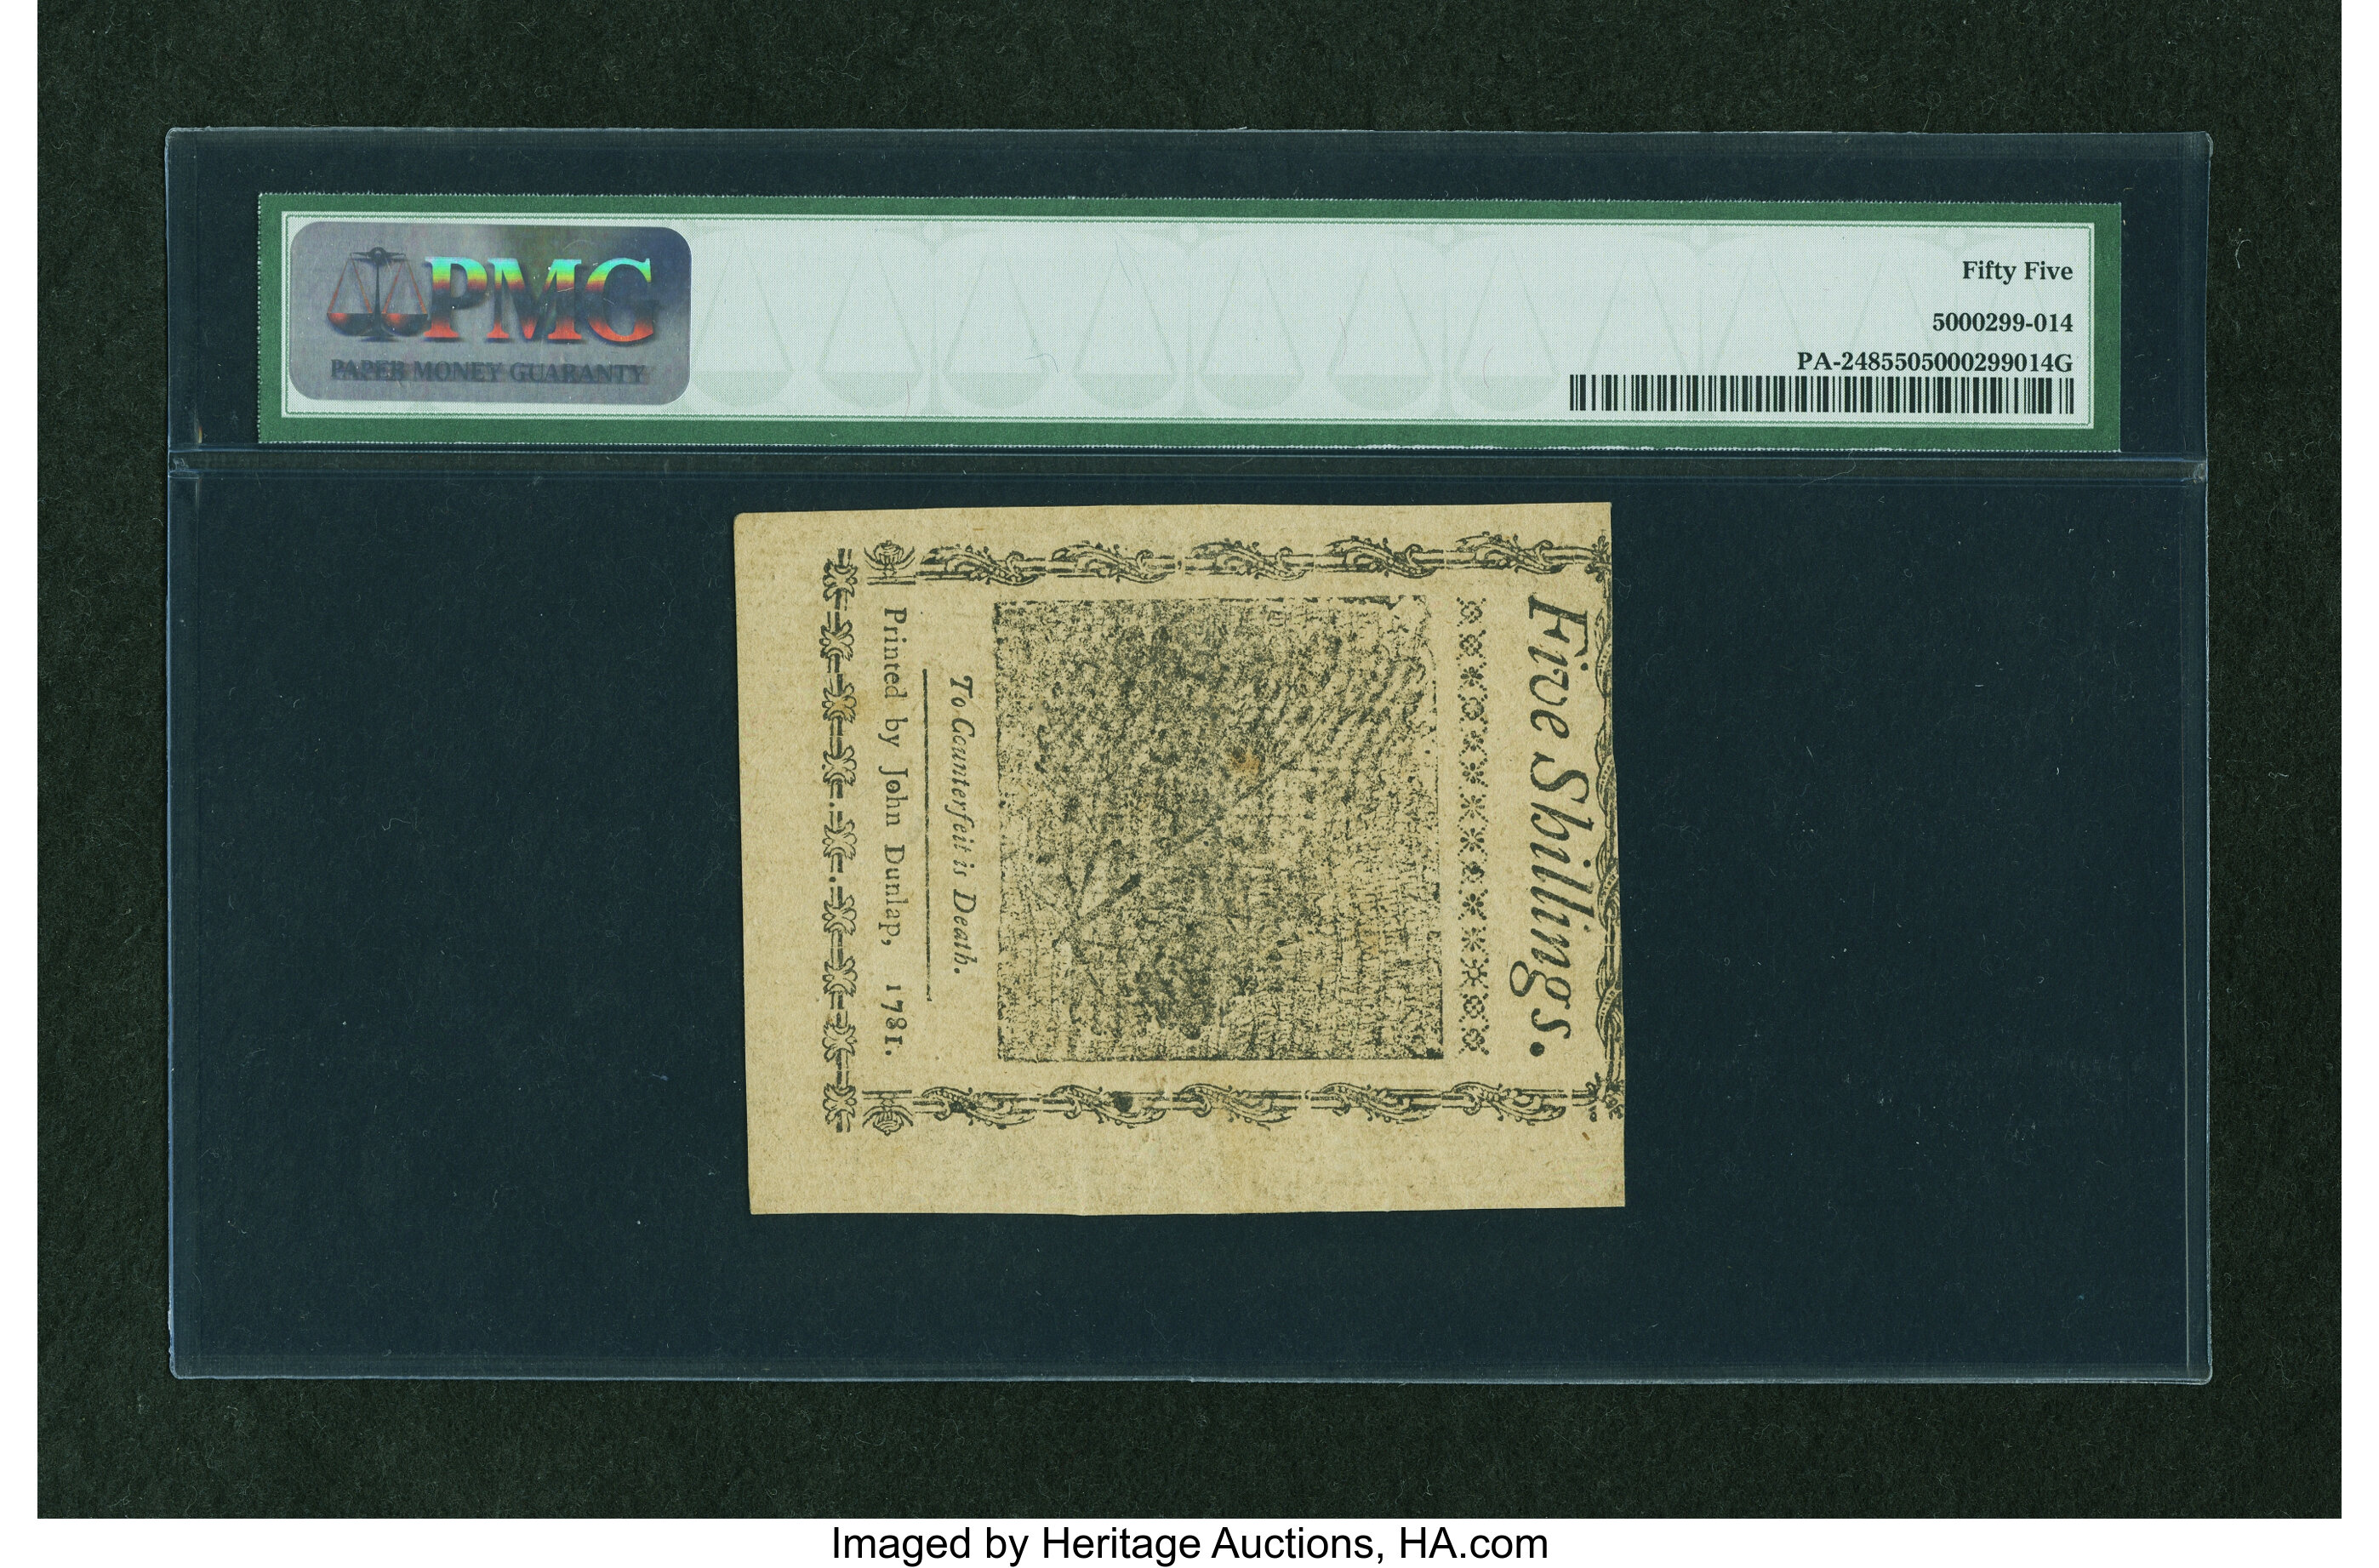 PMG
PAPER MONEY GUARANTY
Fifty Five
5000299-014
PA-2485505000299014G
Five Shillings.
To Counterfeit is Death.
Printed by John Dunlap, 1781.
Imaged by Heritage Auctions, HA.com